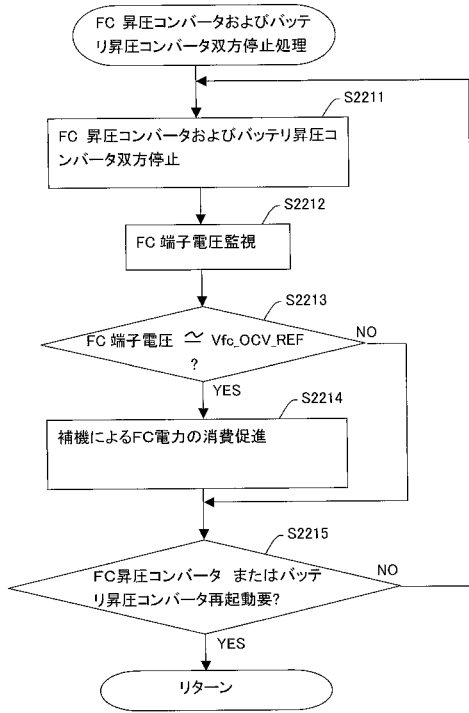 FC 昇圧コンバータおよびバッテ
リ昇圧コンバータ双方停止処理
S2211
FC 昇圧コンバータおよびバッテリ昇圧コ
ンバータ双方停止
S2212
FC 端子電圧監視
S2213
FC 端子電圧 ≃ Vfc_OCV_REF
?
NO
YES
S2214
補機によるFC電力の消費促進
S2215
FC昇圧コンバータ またはバッテ
リ昇圧コンバータ再起動要?
NO
YES
リターン